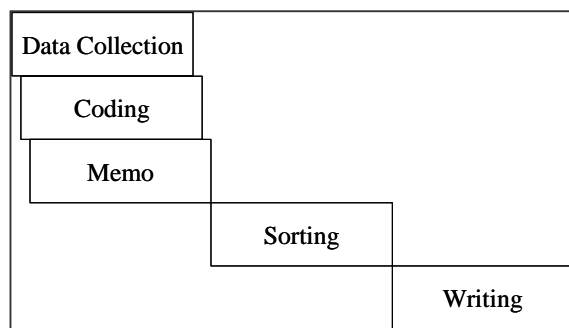 Data Collection
Coding
Memo
Sorting
Writing